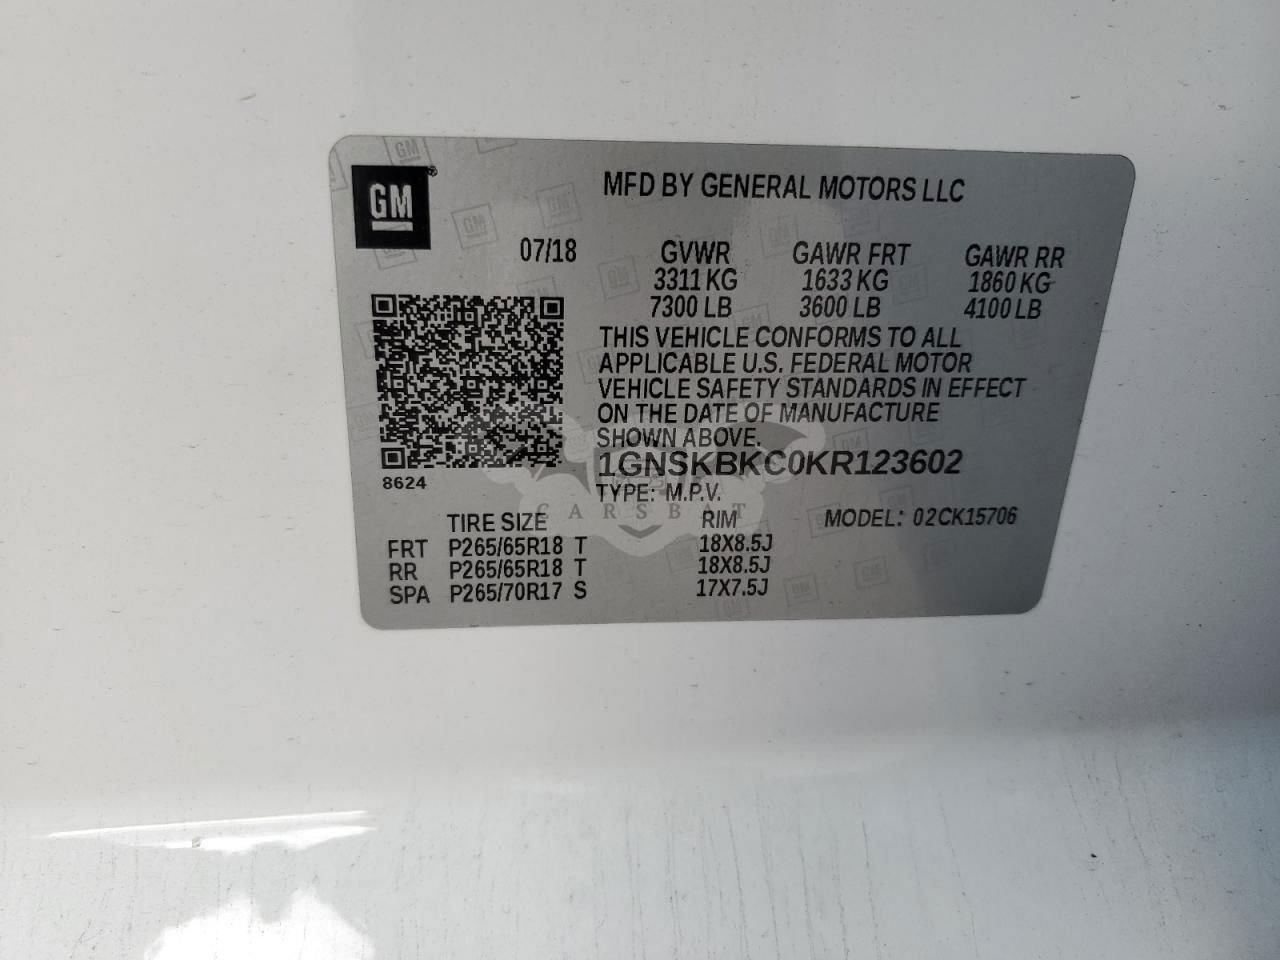 GM
MFD BY GENERAL MOTORS LLC
07/18 GVWR GAWR FRT GAWR RR
3311 KG 1633 KG 1860 KG
7300 LB 3600 LB 4100 LB
THIS VEHICLE CONFORMS TO ALL
APPLICABLE U.S. FEDERAL MOTOR
VEHICLE SAFETY STANDARDS IN EFFECT
ON THE DATE OF MANUFACTURE
SHOWN ABOVE.
1GNSKBKC0KR123602
8624
TYPE: M.P.V.
CARSBAT
TIRE SIZE RIM MODEL: 02CK15706
FRT P265/65R18 T 18X8.5J
RR P265/65R18 T 18X8.5J
SPA P265/70R17 S 17X7.5J